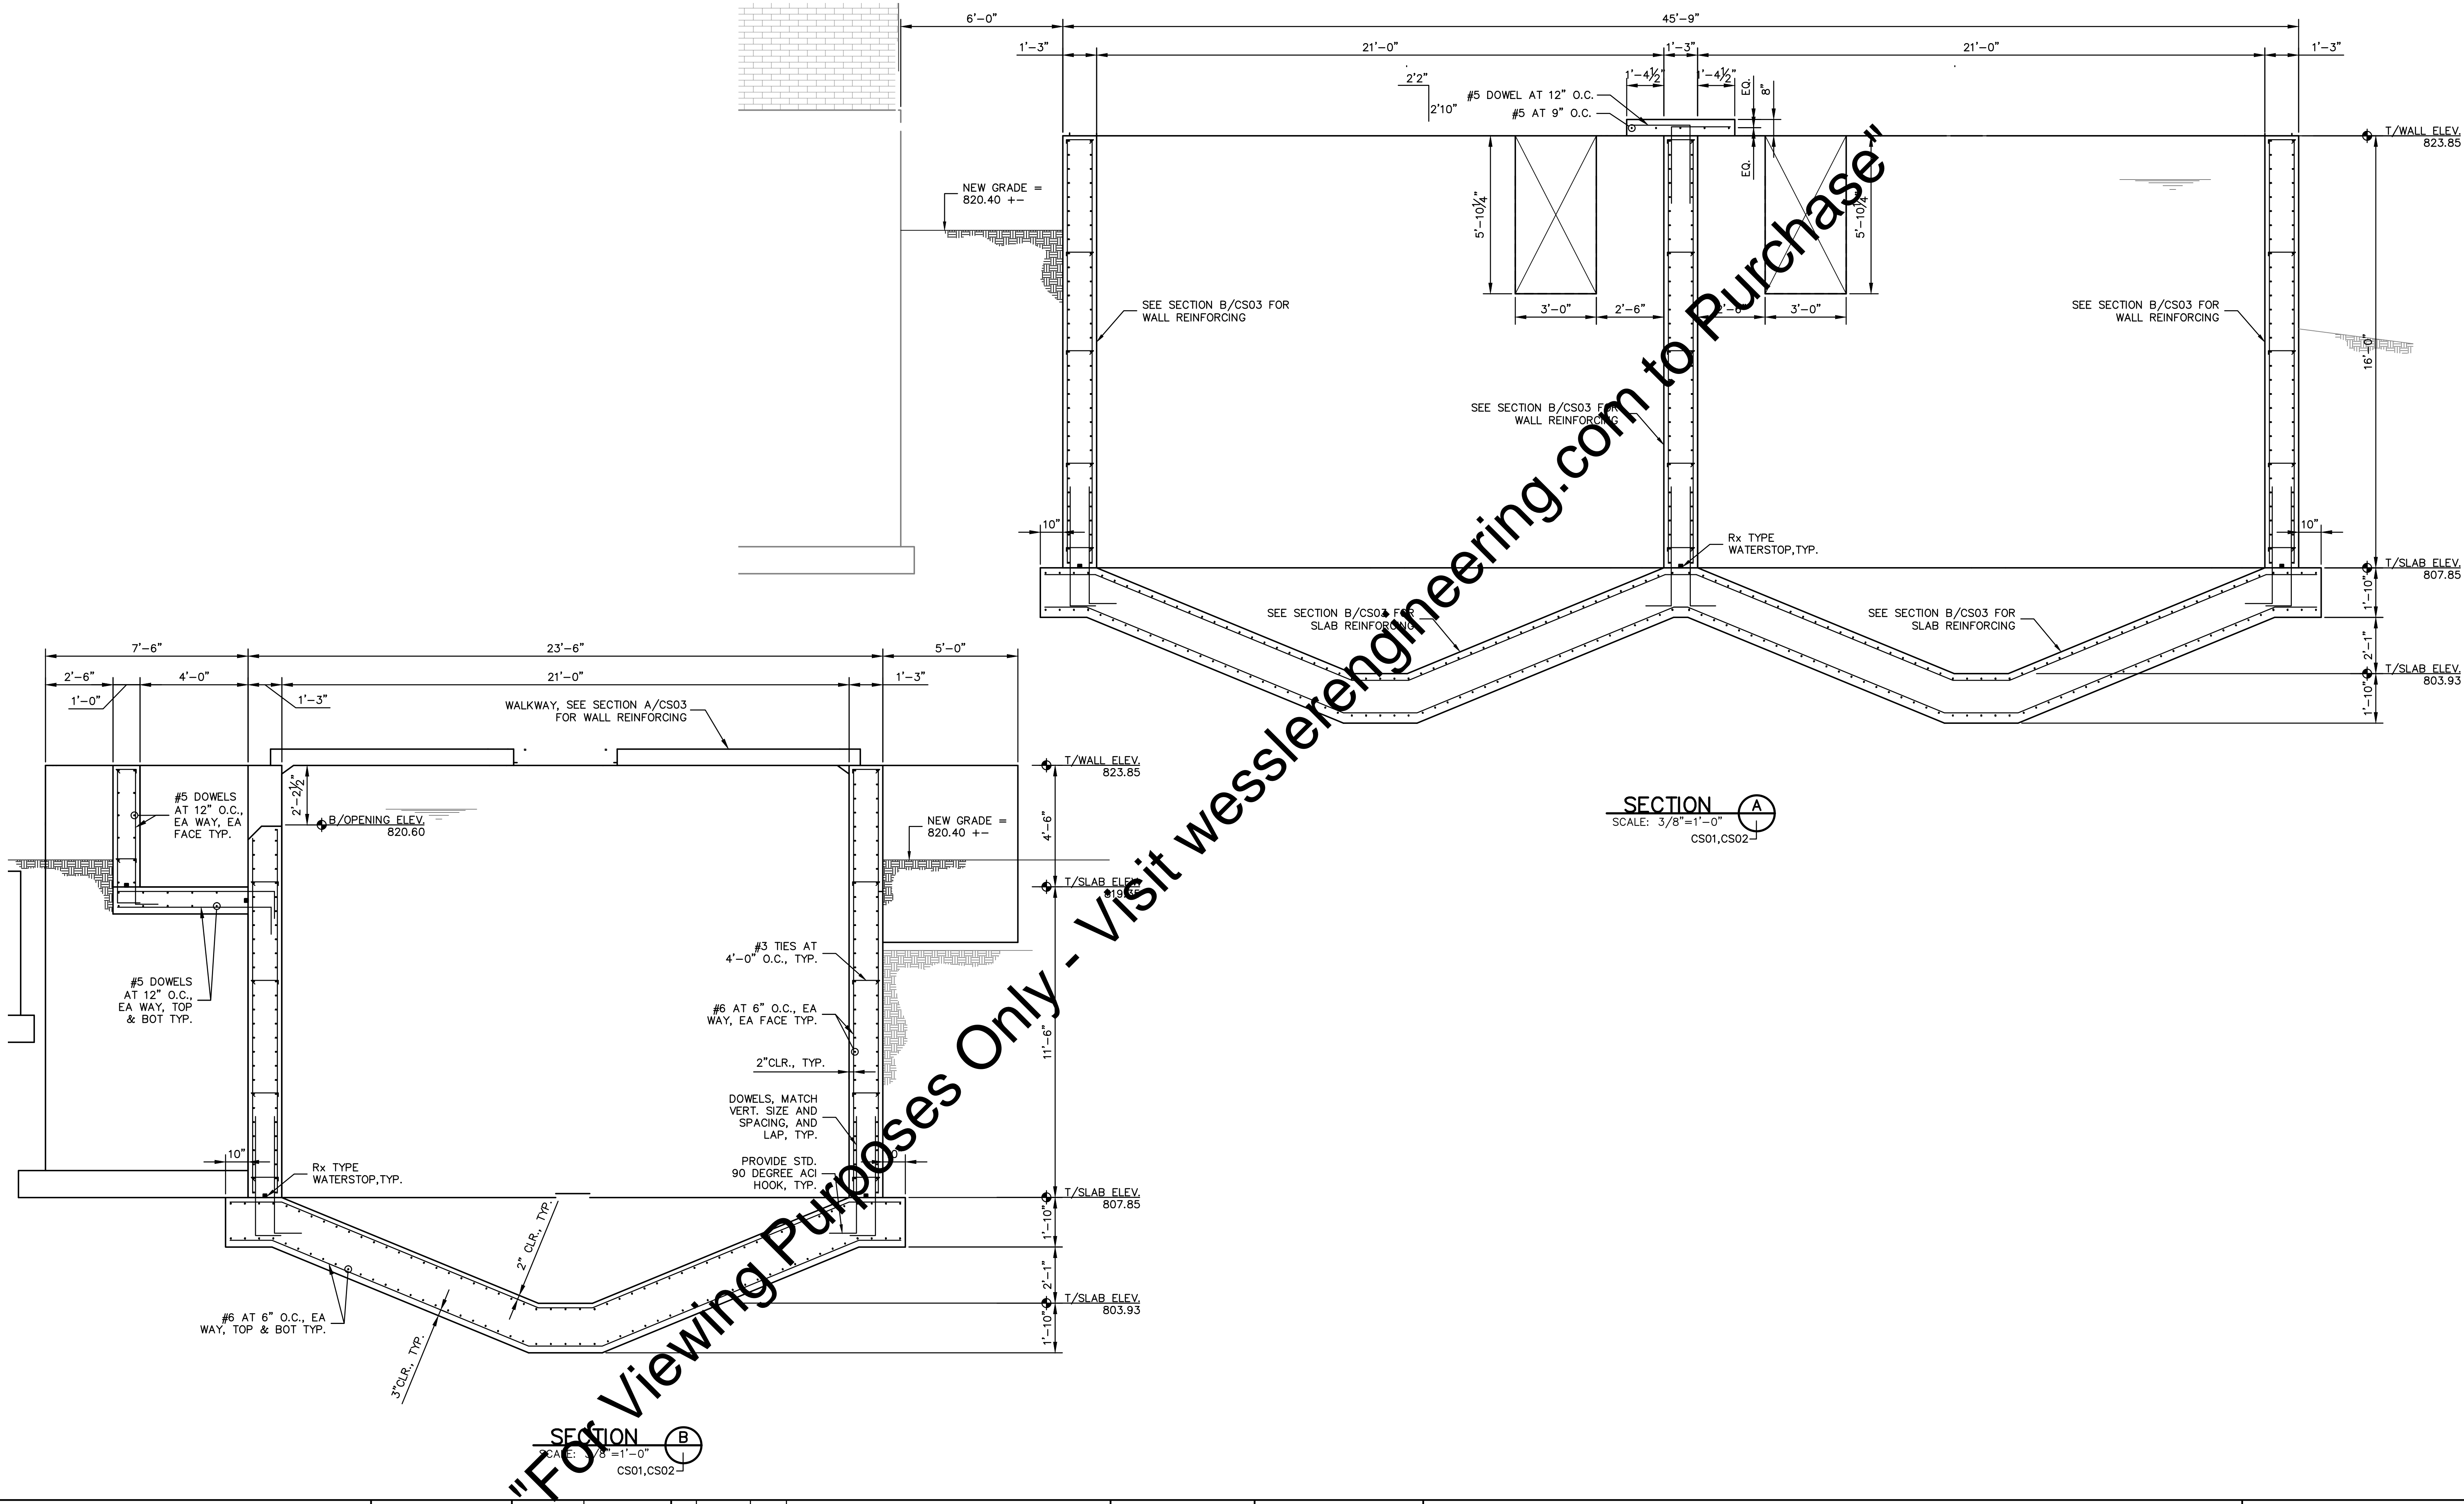 6'-0"
45'-9"
1'-3"
21'-0"
1'-3"
21'-0"
1'-3"
2'2"
2'10"
1'-4½"
1'-4½"
EQ.
8"
#5 DOWEL AT 12" O.C.
#5 AT 9" O.C.
EQ.
T/WALL ELEV.
823.85
NEW GRADE =
820.40 +-
5'-10¼"
5'-10¼"
SEE SECTION B/CS03 FOR
WALL REINFORCING
3'-0"
2'-6"
2'-6"
3'-0"
SEE SECTION B/CS03 FOR
WALL REINFORCING
16'-0"
SEE SECTION B/CS03 FOR
WALL REINFORCING
10"
Rx TYPE
WATERSTOP,TYP.
10"
T/SLAB ELEV.
807.85
1'-10"
SEE SECTION B/CS03 FOR
SLAB REINFORCING
SEE SECTION B/CS03 FOR
SLAB REINFORCING
2'-1"
T/SLAB ELEV.
803.93
1'-10"
SECTION
A
SCALE: 3/8"=1'-0"
CS01,CS02
7'-6"
23'-6"
5'-0"
2'-6"
4'-0"
21'-0"
1'-3"
1'-0"
1'-3"
WALKWAY, SEE SECTION A/CS03
FOR WALL REINFORCING
T/WALL ELEV.
823.85
2'-2½"
#5 DOWELS
AT 12" O.C.,
EA WAY, EA
FACE TYP.
B/OPENING ELEV.
820.60
NEW GRADE =
820.40 +-
4'-6"
T/SLAB ELEV.
819.35
#3 TIES AT
4'-0" O.C., TYP.
#5 DOWELS
AT 12" O.C.,
EA WAY, TOP
& BOT TYP.
#6 AT 6" O.C., EA
WAY, EA FACE TYP.
11'-6"
2"CLR., TYP.
DOWELS, MATCH
VERT. SIZE AND
SPACING, AND
LAP, TYP.
10"
Rx TYPE
WATERSTOP,TYP.
PROVIDE STD.
90 DEGREE ACI
HOOK, TYP.
T/SLAB ELEV.
807.85
1'-10"
2" CLR., TYP.
2'-1"
T/SLAB ELEV.
803.93
#6 AT 6" O.C., EA
WAY, TOP & BOT TYP.
1'-10"
3"CLR., TYP.
SECTION
B
SCALE: 3/8"=1'-0"
CS01,CS02
"For Viewing Purposes Only - Visit wesslerengineering.com to Purchase"